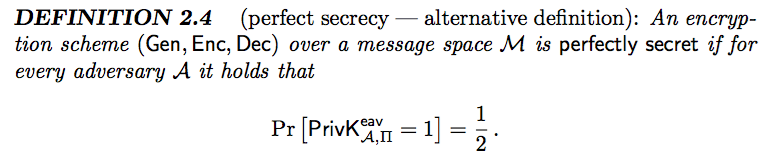 DEFINITION 2.4 (perfect secrecy — alternative definition): An encryp-
tion scheme (Gen, Enc, Dec) over a message space M is perfectly secret if for
every adversary A it holds that
Pr [PrivK^eav_{A,Π} = 1] = 1/2 .